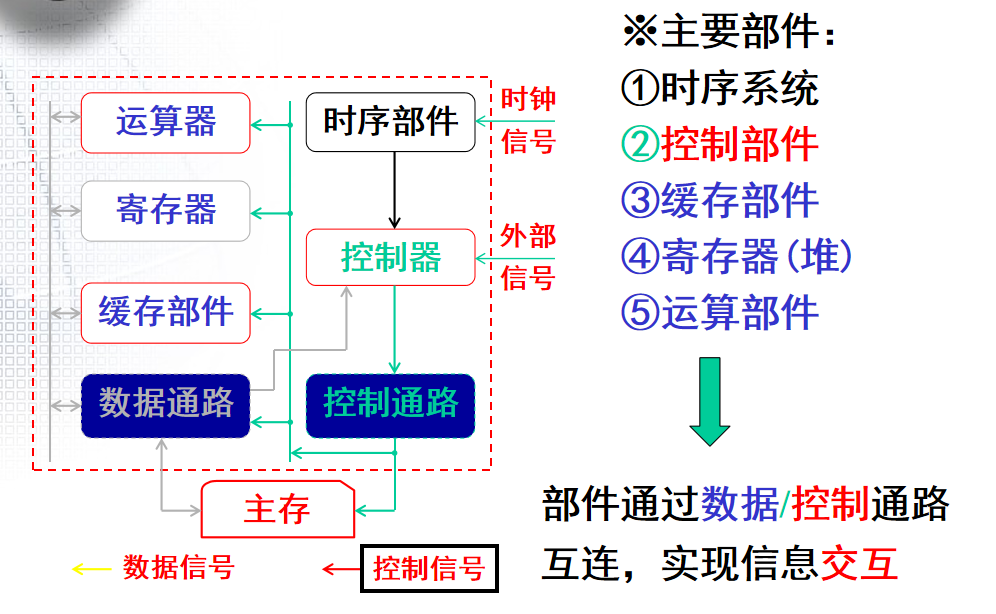 ※主要部件：
①时序系统
②控制部件
③缓存部件
④寄存器(堆)
⑤运算部件
运算器
时序部件
时钟
信号
寄存器
控制器
外部
信号
缓存部件
数据通路
控制通路
主存
数据信号
控制信号
部件通过数据/控制通路
互连，实现信息交互